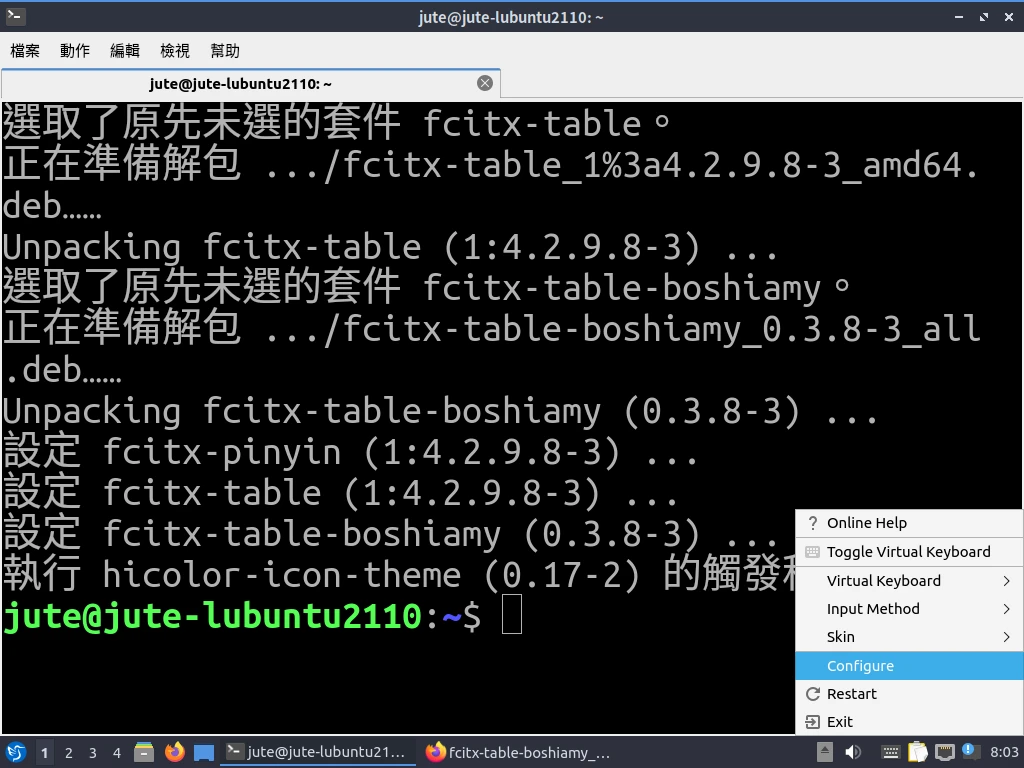 jute@jute-lubuntu2110: ~
檔案 動作 編輯 檢視 幫助
jute@jute-lubuntu2110: ~
選取了原先未選的套件 fcitx-table。
正在準備解包 .../fcitx-table_1%3a4.2.9.8-3_amd64.
deb……
Unpacking fcitx-table (1:4.2.9.8-3) ...
選取了原先未選的套件 fcitx-table-boshiamy。
正在準備解包 .../fcitx-table-boshiamy_0.3.8-3_all
.deb……
Unpacking fcitx-table-boshiamy (0.3.8-3) ...
設定 fcitx-pinyin (1:4.2.9.8-3) ...
設定 fcitx-table (1:4.2.9.8-3) ...
設定 fcitx-table-boshiamy (0.3.8-3) ...
執行 hicolor-icon-theme (0.17-2) 的觸發
jute@jute-lubuntu2110:~$
Online Help
Toggle Virtual Keyboard
Virtual Keyboard
Input Method
Skin
Configure
Restart
Exit
1 2 3 4 jute@jute-lubuntu21... fcitx-table-boshiamy_... 8:03